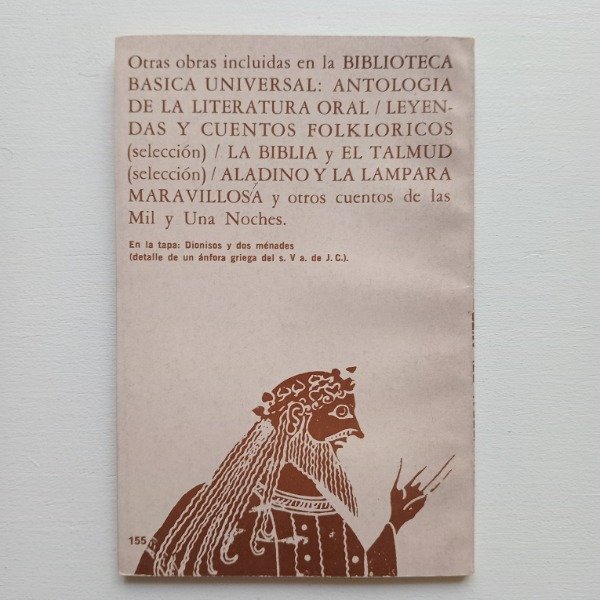 Otras obras incluidas en la BIBLIOTECA
BASICA UNIVERSAL: ANTOLOGIA
DE LA LITERATURA ORAL / LEYEN-
DAS Y CUENTOS FOLKLORICOS
(selección) / LA BIBLIA y EL TALMUD
(selección) / ALADINO Y LA LAMPARA
MARAVILLOSA y otros cuentos de las
Mil y Una Noches.
En la tapa: Dionisos y dos ménades
(detalle de un ánfora griega del s. V a. de J. C.).
155